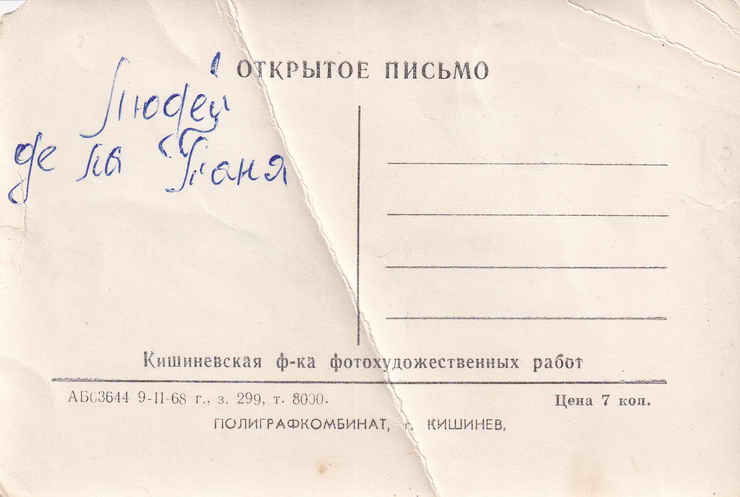 ОТКРЫТОЕ ПИСЬМО
Людей
де ла Таня
Кишиневская ф-ка фотохудожественных работ
АБ03644 9-II-68 г., з. 299, т. 8000.
Цена 7 коп.
ПОЛИГРАФКОМБИНАТ, г. КИШИНЕВ,